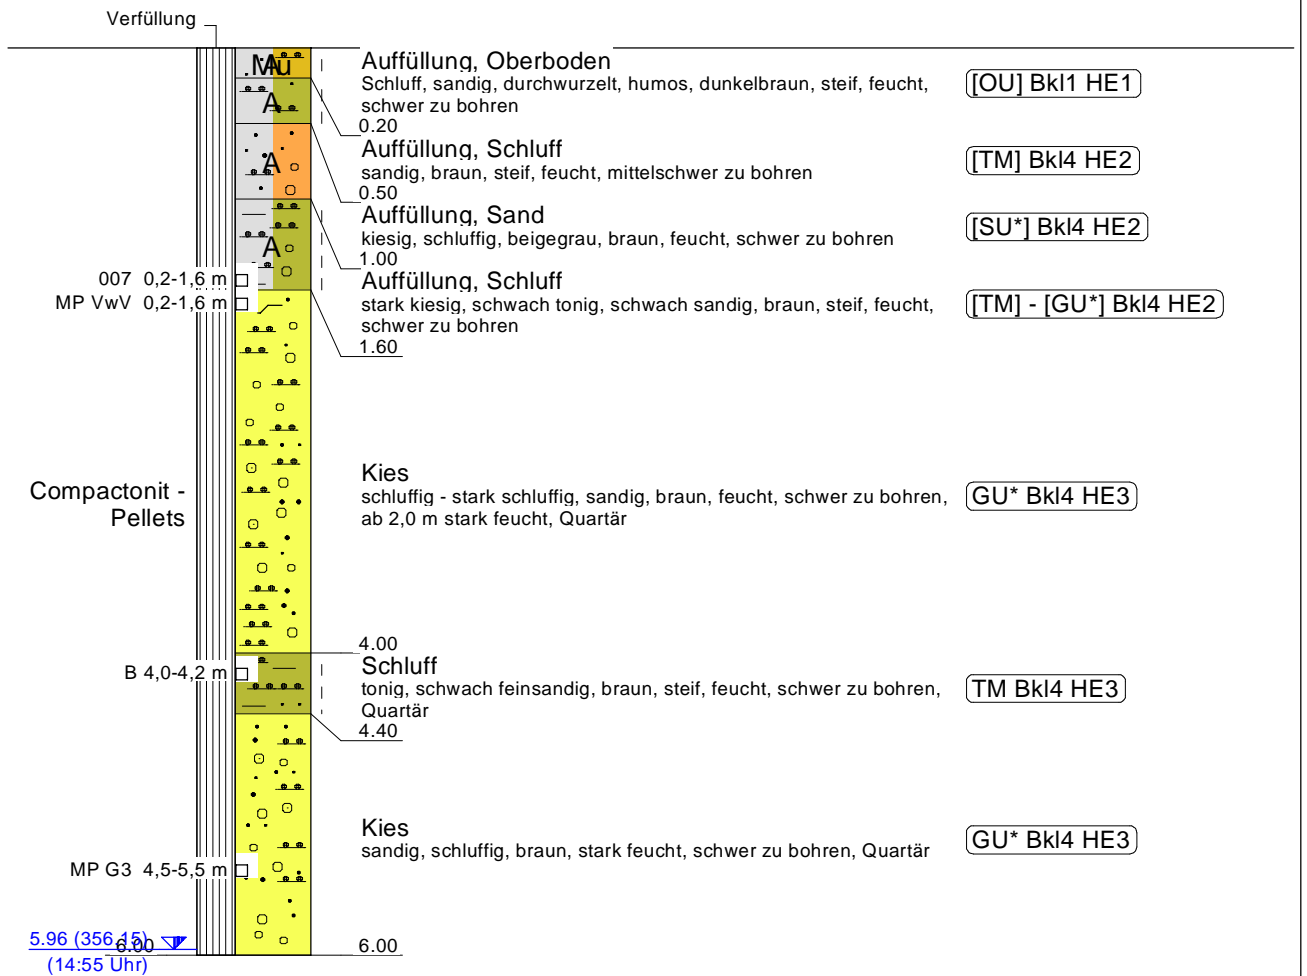 Verfüllung
Mu
A
A
A
A
Auffüllung, Oberboden
Schluff, sandig, durchwurzelt, humos, dunkelbraun, steif, feucht,
schwer zu bohren
0.20
[OU] Bkl1 HE1
Auffüllung, Schluff
sandig, braun, steif, feucht, mittelschwer zu bohren
0.50
[TM] Bkl4 HE2
Auffüllung, Sand
kiesig, schluffig, beigegrau, braun, feucht, schwer zu bohren
1.00
[SU*] Bkl4 HE2
007 0,2-1,6 m
MP VwV 0,2-1,6 m
Auffüllung, Schluff
stark kiesig, schwach tonig, schwach sandig, braun, steif, feucht,
schwer zu bohren
1.60
[TM] - [GU*] Bkl4 HE2
Compactonit -
Pellets
Kies
schluffig - stark schluffig, sandig, braun, feucht, schwer zu bohren,
ab 2,0 m stark feucht, Quartär
4.00
GU* Bkl4 HE3
B 4,0-4,2 m
Schluff
tonig, schwach feinsandig, braun, steif, feucht, schwer zu bohren,
Quartär
4.40
TM Bkl4 HE3
Kies
sandig, schluffig, braun, stark feucht, schwer zu bohren, Quartär
GU* Bkl4 HE3
MP G3 4,5-5,5 m
5.96 (356,15)
6.00
6.00
(14:55 Uhr)